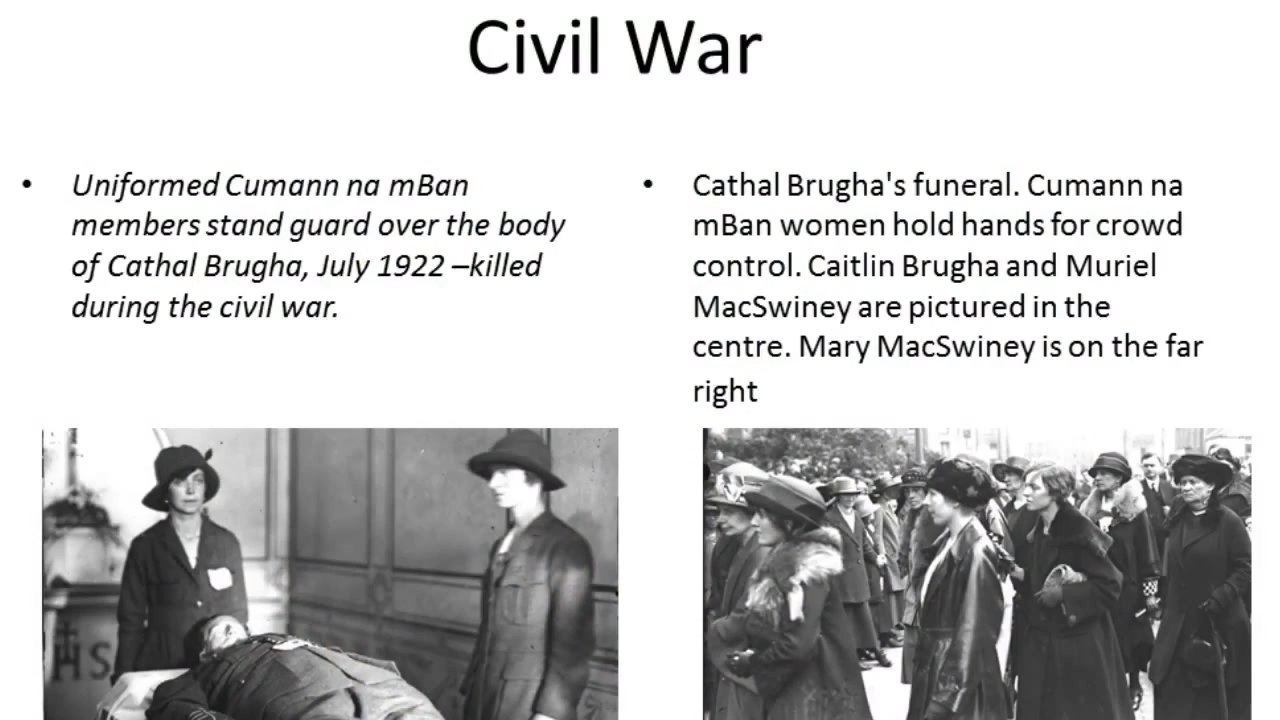 Civil War
• Uniformed Cumann na mBan
members stand guard over the body
of Cathal Brugha, July 1922 –killed
during the civil war.
• Cathal Brugha's funeral. Cumann na
mBan women hold hands for crowd
control. Caitlin Brugha and Muriel
MacSwiney are pictured in the
centre. Mary MacSwiney is on the far
right
IHS